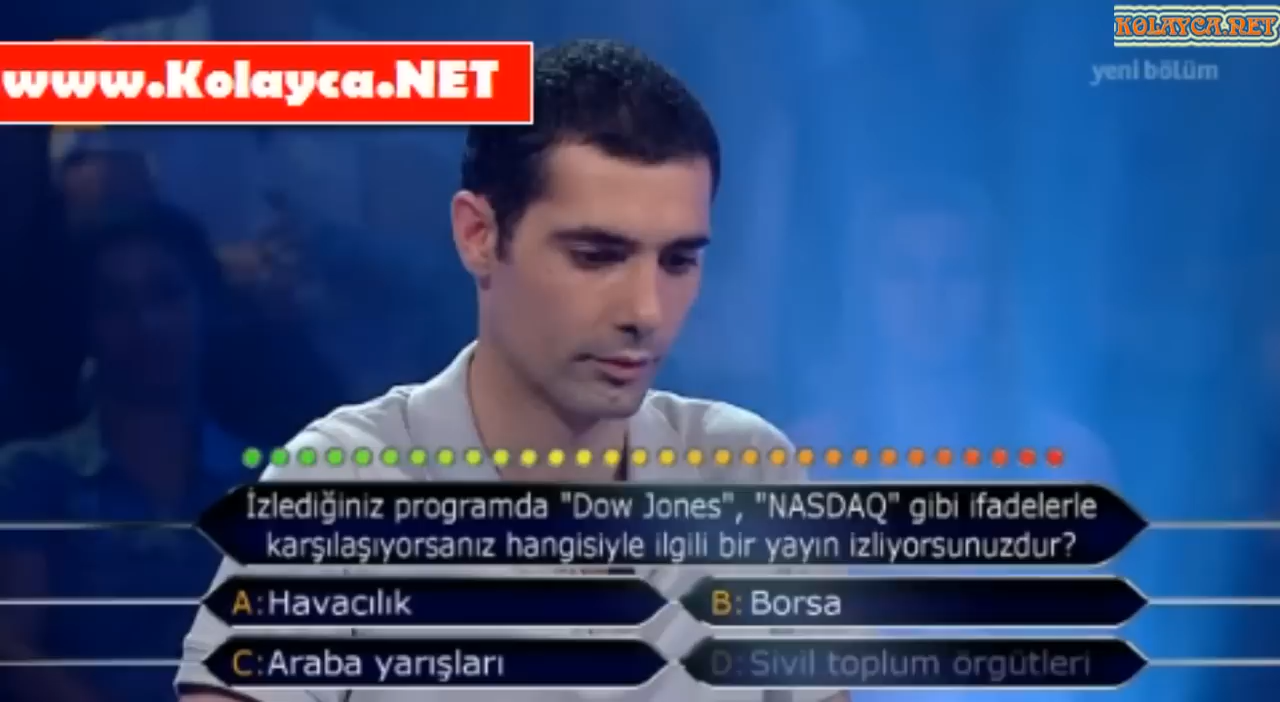 KOLAYCA.NET
www.Kolayca.NET
yeni bölüm
İzlediğiniz programda "Dow Jones", "NASDAQ" gibi ifadelerle
karşılaşıyorsanız hangisiyle ilgili bir yayın izliyorsunuzdur?
A:Havacılık
B:Borsa
C:Araba yarışları
D:Sivil toplum örgütleri